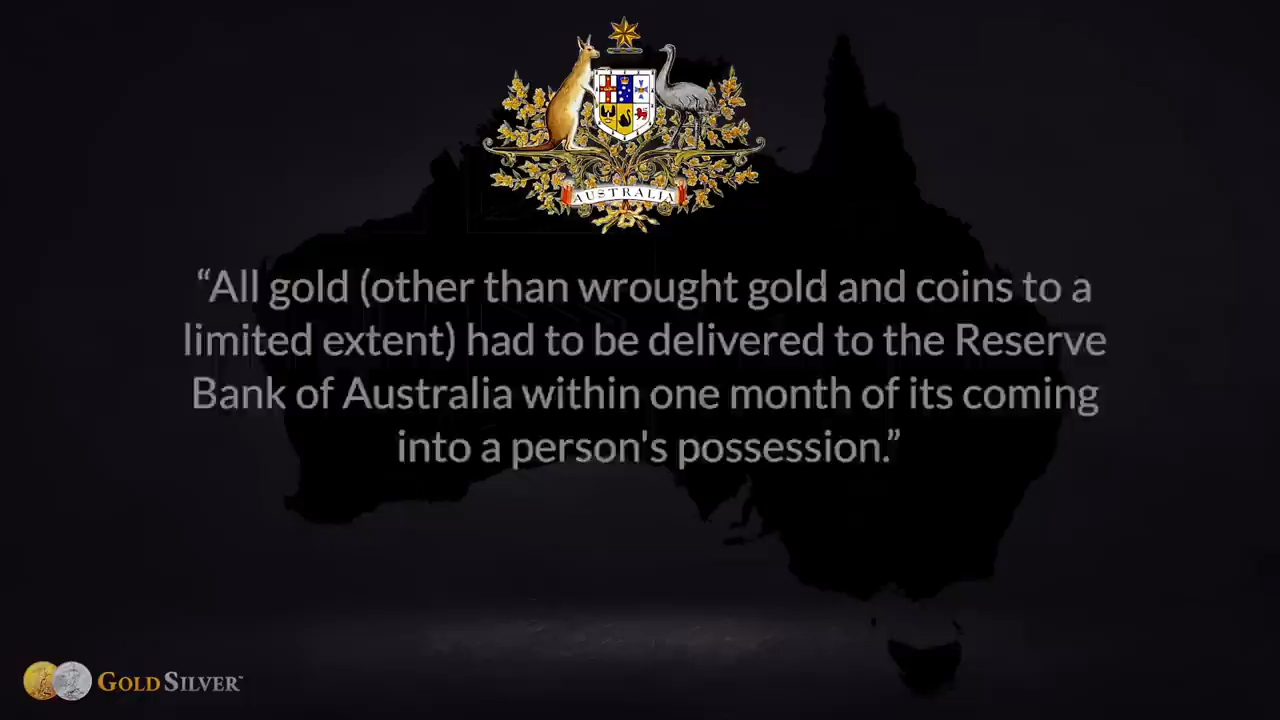 AUSTRALIA
“All gold (other than wrought gold and coins to a
limited extent) had to be delivered to the Reserve
Bank of Australia within one month of its coming
into a person's possession.”
GOLD SILVER™